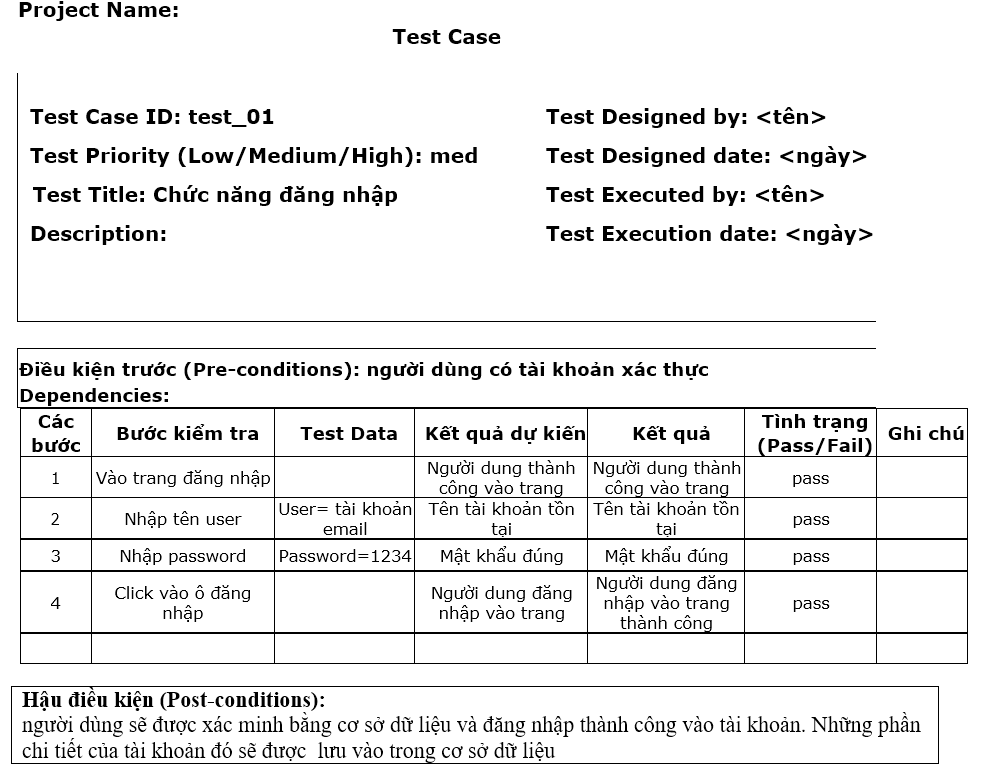 Project Name:
Test Case
Test Case ID: test_01
Test Designed by: <tên>
Test Priority (Low/Medium/High): med
Test Designed date: <ngày>
Test Title: Chức năng đăng nhập
Test Executed by: <tên>
Description:
Test Execution date: <ngày>
Điều kiện trước (Pre-conditions): người dùng có tài khoản xác thực
Dependencies:
Các
bước
Bước kiểm tra
Test Data
Kết quả dự kiến
Kết quả
Tình trạng
(Pass/Fail)
Ghi chú
1
Vào trang đăng nhập
Người dung thành
công vào trang
Người dung thành
công vào trang
pass
2
Nhập tên user
User= tài khoản
email
Tên tài khoản tồn
tại
Tên tài khoản tồn
tại
pass
3
Nhập password
Password=1234
Mật khẩu đúng
Mật khẩu đúng
pass
4
Click vào ô đăng
nhập
Người dung đăng
nhập vào trang
Người dung đăng
nhập vào trang
thành công
pass
Hậu điều kiện (Post-conditions):
người dùng sẽ được xác minh bằng cơ sở dữ liệu và đăng nhập thành công vào tài khoản. Những phần
chi tiết của tài khoản đó sẽ được  lưu vào trong cơ sở dữ liệu